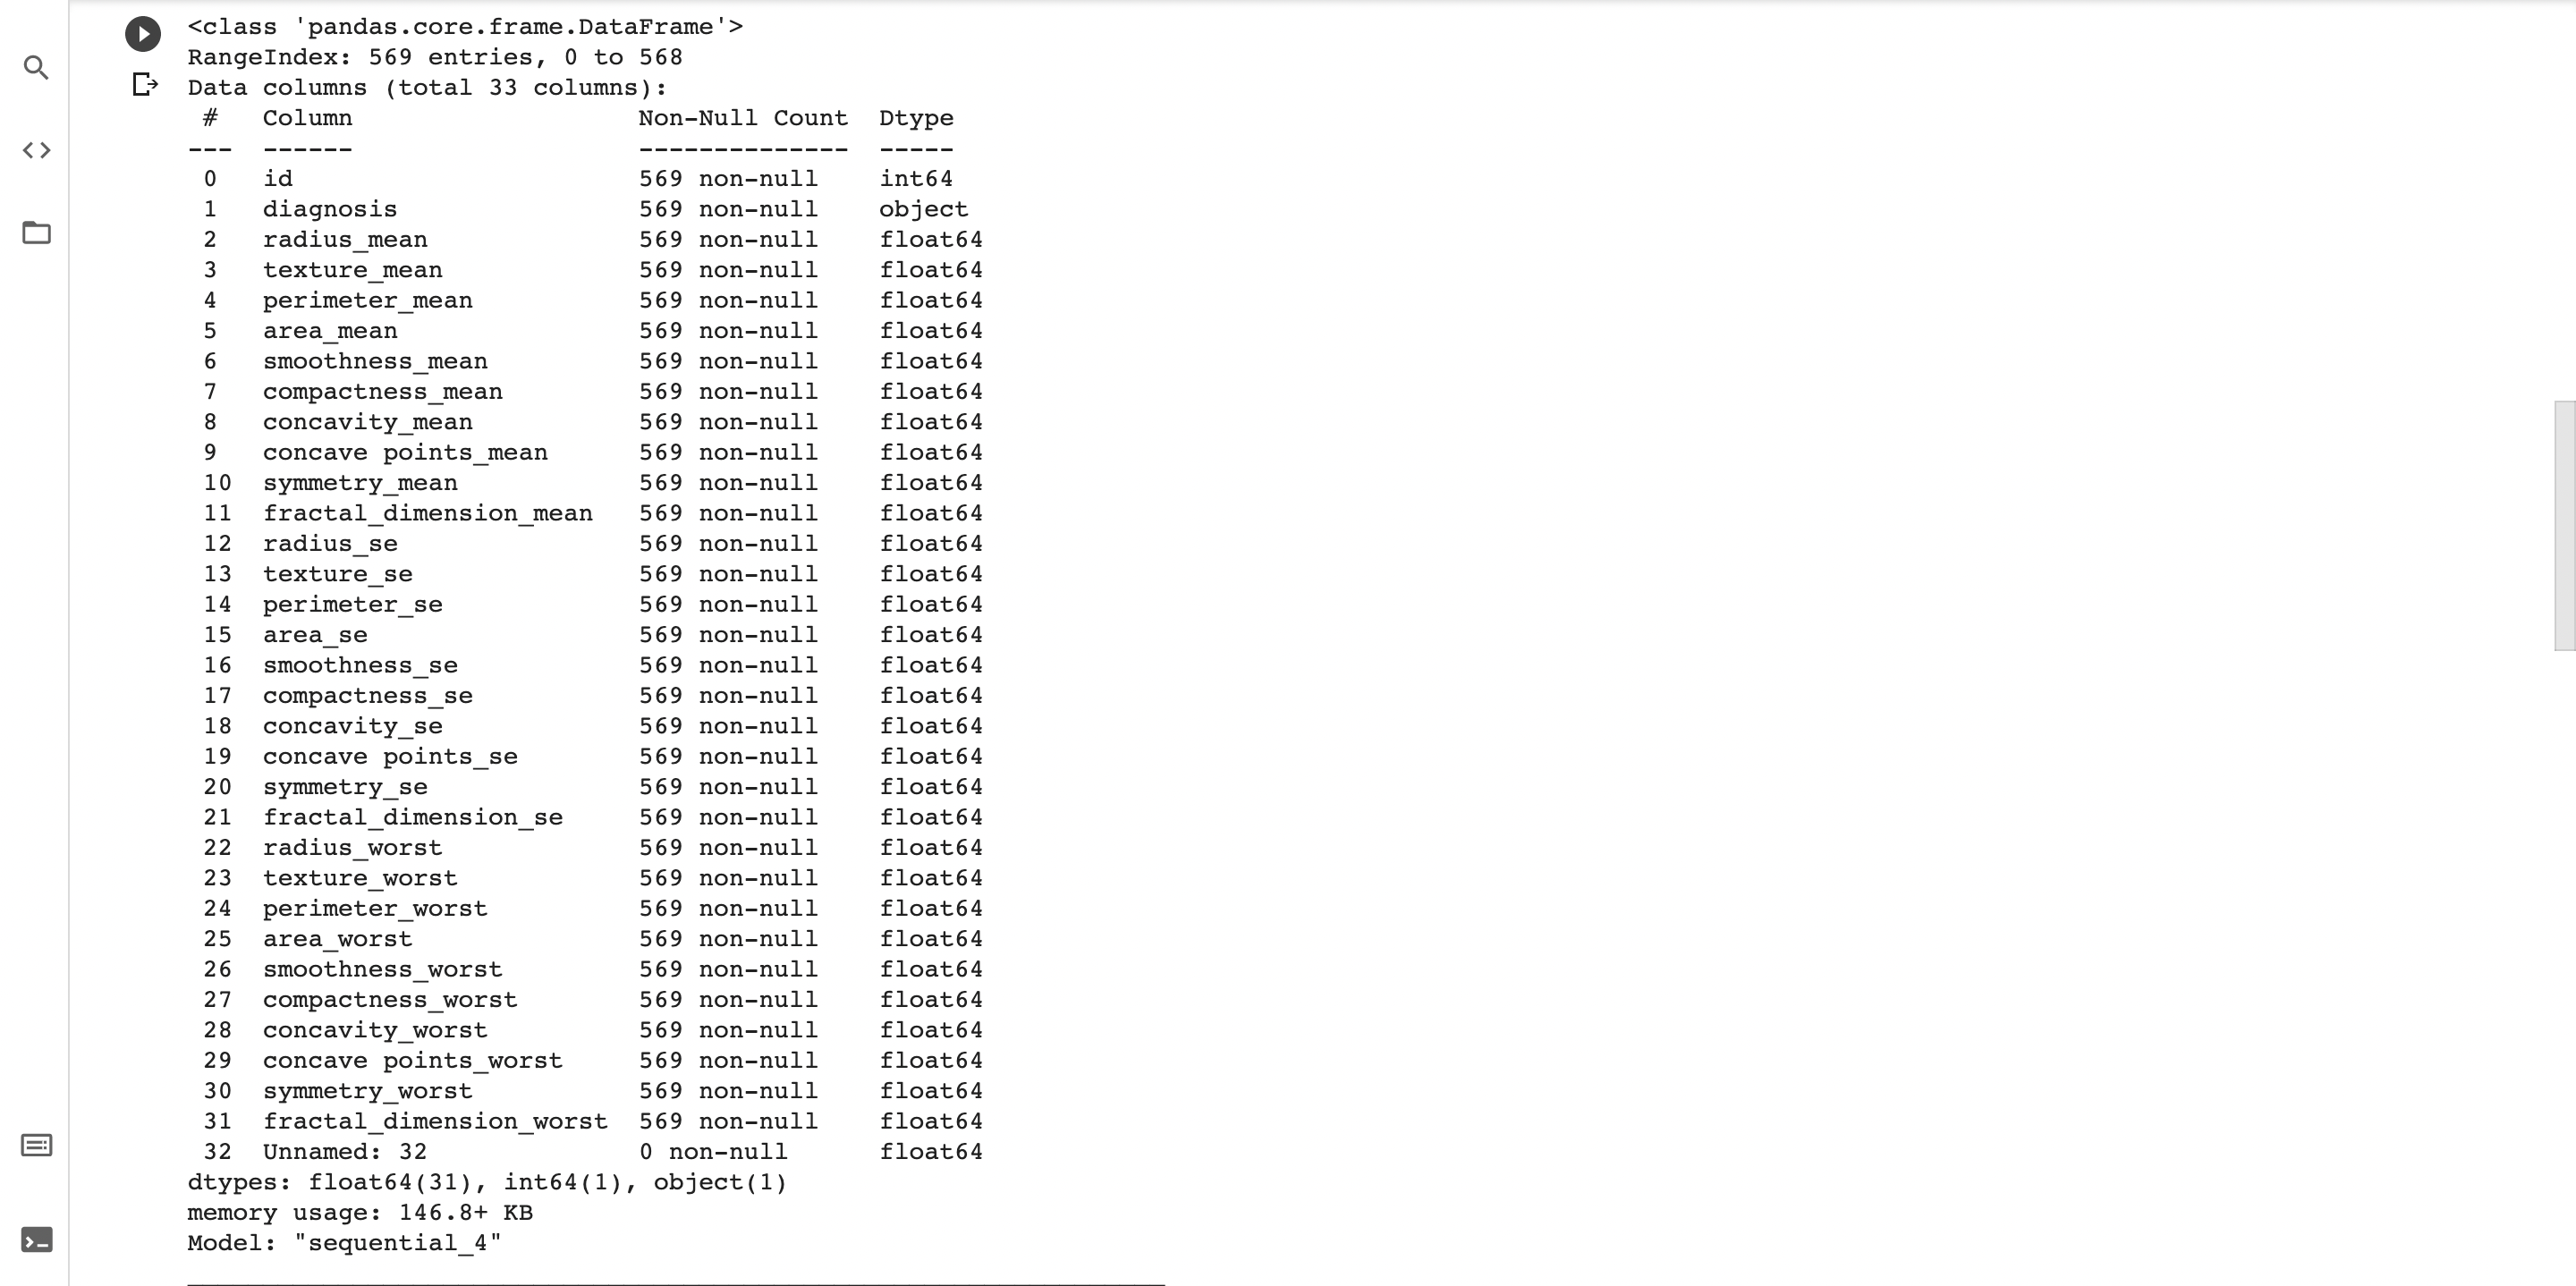 <class 'pandas.core.frame.DataFrame'>
RangeIndex: 569 entries, 0 to 568
Data columns (total 33 columns):
 #   Column                   Non-Null Count  Dtype
---  ------                   --------------  -----
 0   id                       569 non-null    int64
 1   diagnosis                569 non-null    object
 2   radius_mean              569 non-null    float64
 3   texture_mean             569 non-null    float64
 4   perimeter_mean           569 non-null    float64
 5   area_mean                569 non-null    float64
 6   smoothness_mean          569 non-null    float64
 7   compactness_mean         569 non-null    float64
 8   concavity_mean           569 non-null    float64
 9   concave points_mean      569 non-null    float64
 10  symmetry_mean            569 non-null    float64
 11  fractal_dimension_mean   569 non-null    float64
 12  radius_se                569 non-null    float64
 13  texture_se               569 non-null    float64
 14  perimeter_se             569 non-null    float64
 15  area_se                  569 non-null    float64
 16  smoothness_se            569 non-null    float64
 17  compactness_se           569 non-null    float64
 18  concavity_se             569 non-null    float64
 19  concave points_se        569 non-null    float64
 20  symmetry_se              569 non-null    float64
 21  fractal_dimension_se     569 non-null    float64
 22  radius_worst             569 non-null    float64
 23  texture_worst            569 non-null    float64
 24  perimeter_worst          569 non-null    float64
 25  area_worst               569 non-null    float64
 26  smoothness_worst         569 non-null    float64
 27  compactness_worst        569 non-null    float64
 28  concavity_worst          569 non-null    float64
 29  concave points_worst     569 non-null    float64
 30  symmetry_worst           569 non-null    float64
 31  fractal_dimension_worst  569 non-null    float64
 32  Unnamed: 32              0 non-null      float64
dtypes: float64(31), int64(1), object(1)
memory usage: 146.8+ KB
Model: "sequential_4"